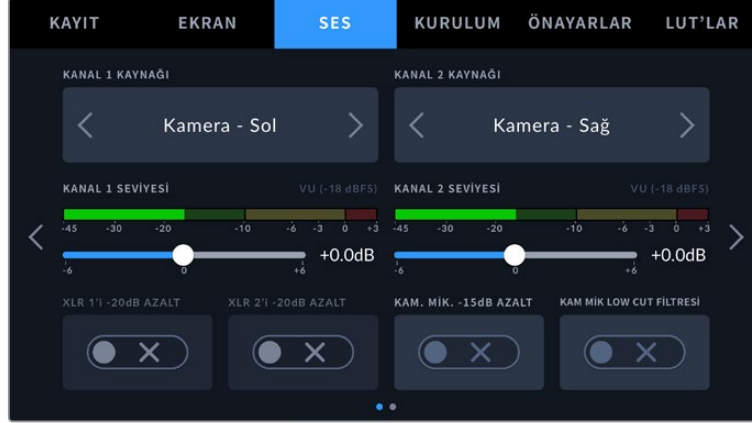 KAYIT EKRAN SES KURULUM ÖNAYARLAR LUT'LAR
KANAL 1 KAYNAĞI KANAL 2 KAYNAĞI
Kamera - Sol Kamera - Sağ
KANAL 1 SEVİYESİ VU (-18 dBFS) KANAL 2 SEVİYESİ VU (-18 dBFS)
-45 -30 -20 -10 -6 -3 0 +3 -45 -30 -20 -10 -6 -3 0 +3
+0.0dB +0.0dB
-6 0 +6 -6 0 +6
XLR 1'i -20dB AZALT XLR 2'i -20dB AZALT KAM. MİK. -15dB AZALT KAM MİK LOW CUT FİLTRESİ